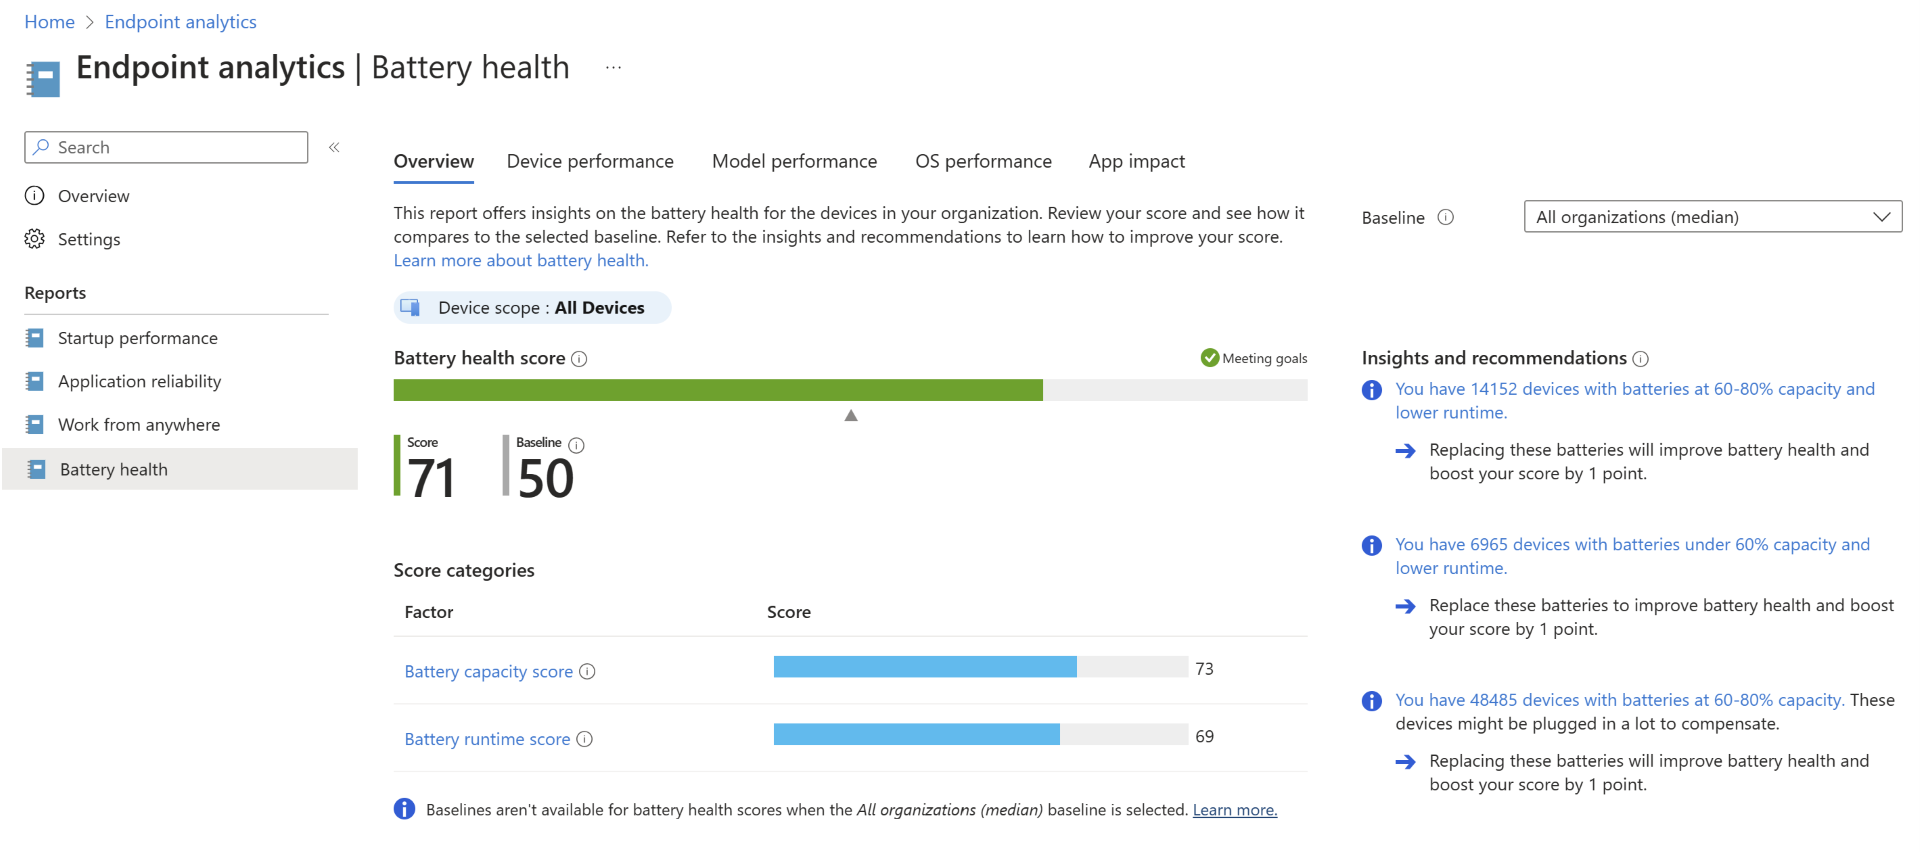 Home > Endpoint analytics
Endpoint analytics | Battery health ...
Search «
Overview
Settings
Reports
Startup performance
Application reliability
Work from anywhere
Battery health
Overview Device performance Model performance OS performance App impact
This report offers insights on the battery health for the devices in your organization. Review your score and see how it
compares to the selected baseline. Refer to the insights and recommendations to learn how to improve your score.
Learn more about battery health.
Baseline All organizations (median)
Device scope : All Devices
Battery health score Meeting goals
Score
71
Baseline
50
Score categories
Factor Score
Battery capacity score 73
Battery runtime score 69
Baselines aren't available for battery health scores when the All organizations (median) baseline is selected. Learn more.
Insights and recommendations
You have 14152 devices with batteries at 60-80% capacity and
lower runtime.
Replacing these batteries will improve battery health and
boost your score by 1 point.
You have 6965 devices with batteries under 60% capacity and
lower runtime.
Replace these batteries to improve battery health and boost
your score by 1 point.
You have 48485 devices with batteries at 60-80% capacity. These
devices might be plugged in a lot to compensate.
Replacing these batteries will improve battery health and
boost your score by 1 point.